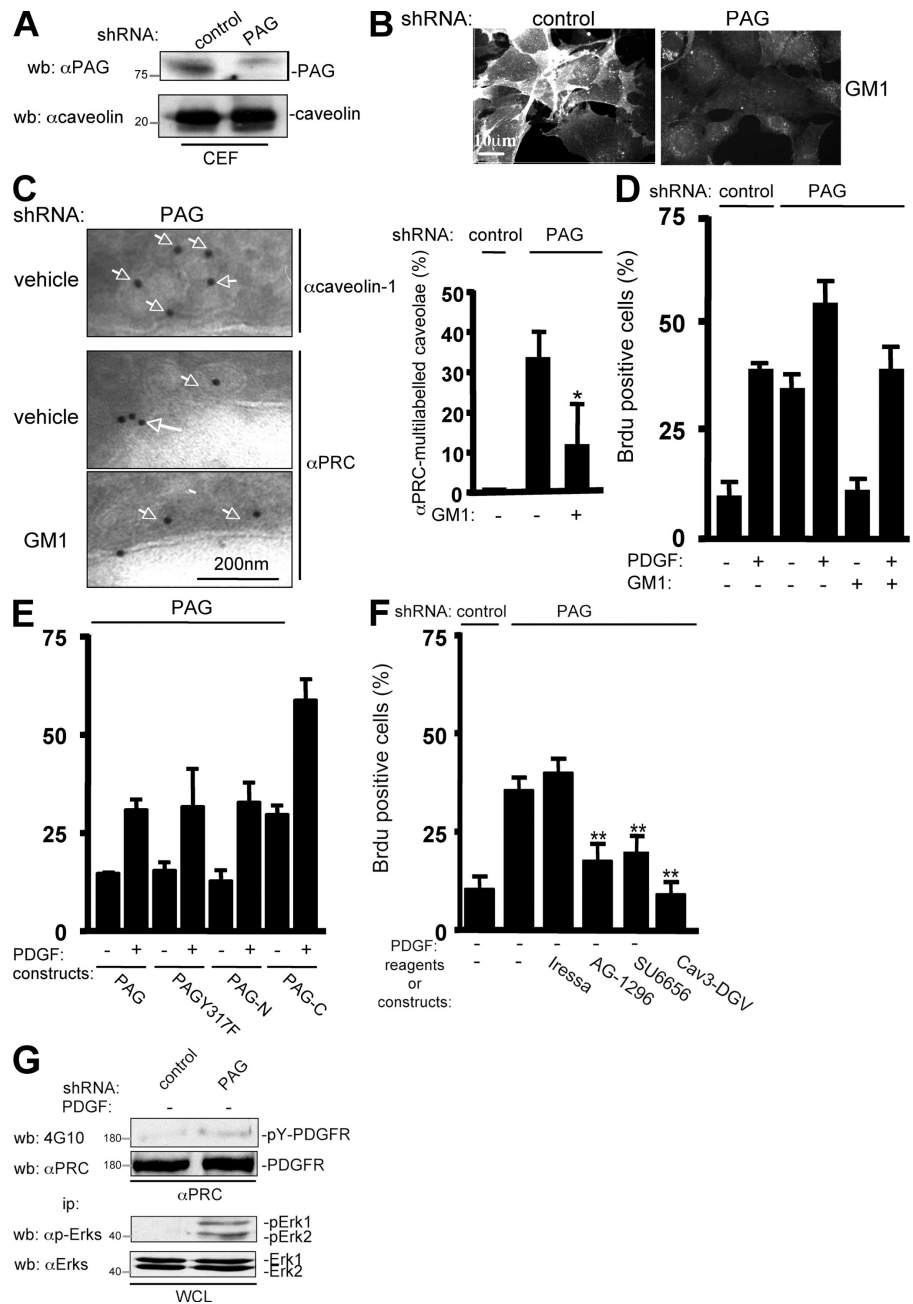 A
shRNA:
control
PAG
wb: αPAG
75
-PAG
wb: αcaveolin
20
-caveolin
CEF
B
shRNA:
control
PAG
10µm
GM1
C
shRNA:
PAG
vehicle
αcaveolin-1
vehicle
αPRC
GM1
200nm
shRNA: control PAG
αPRC-multilabelled caveolae (%)
50
40
30
20
10
0
*
GM1: - - +
D
shRNA: control PAG
Brdu positive cells (%)
75
50
25
0
PDGF: - + - + - +
GM1: - - - - + +
E
PAG
75
50
25
0
PDGF: - + - + - + - +
constructs:
PAG
PAGY317F
PAG-N
PAG-C
F
shRNA: control PAG
Brdu positive cells (%)
75
50
25
0
**
**
**
PDGF: - - - - - -
reagents or constructs: - - Iressa AG-1296 SU6656 Cav3-DGV
G
shRNA:
control
PAG
PDGF: - -
wb: 4G10
180
-pY-PDGFR
wb: αPRC
180
-PDGFR
ip:
αPRC
wb: αp-Erks
40
-pErk1
-pErk2
wb: αErks
40
-Erk1
-Erk2
WCL